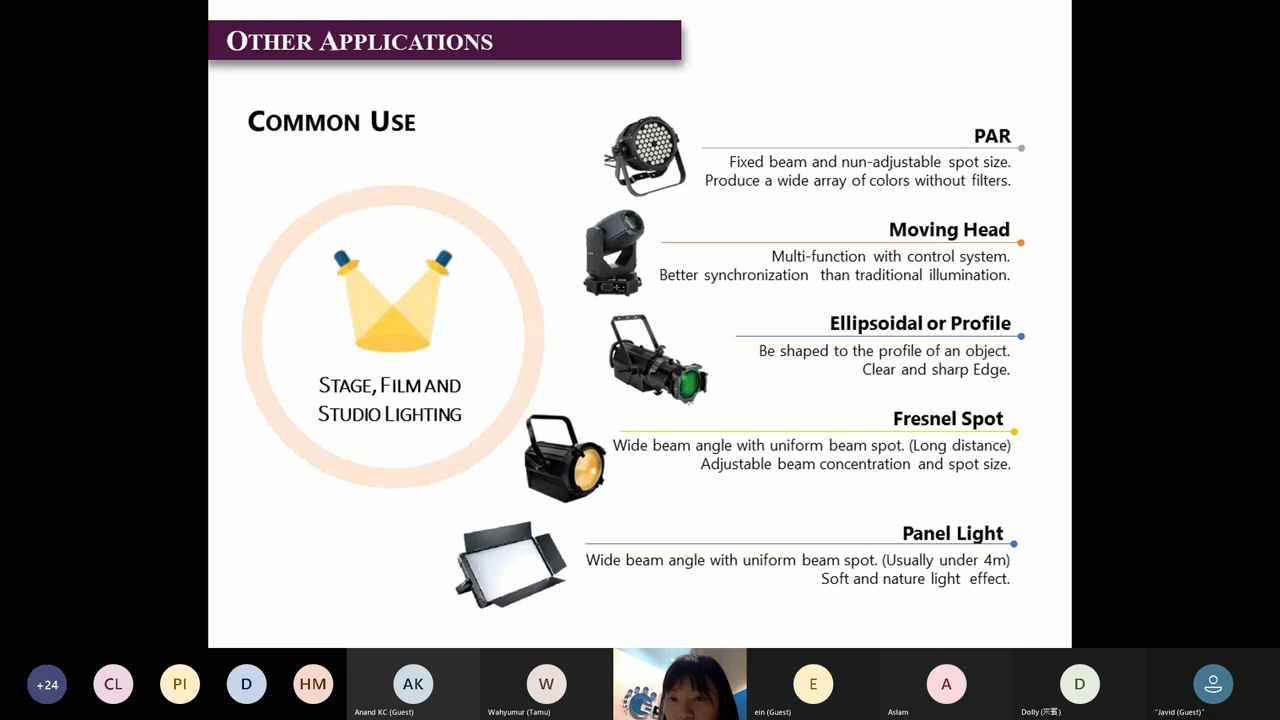 OTHER APPLICATIONS
COMMON USE
STAGE, FILM AND
STUDIO LIGHTING
PAR
Fixed beam and nun-adjustable spot size.
Produce a wide array of colors without filters.
Moving Head
Multi-function with control system.
Better synchronization than traditional illumination.
Ellipsoidal or Profile
Be shaped to the profile of an object.
Clear and sharp Edge.
Fresnel Spot
Wide beam angle with uniform beam spot. (Long distance)
Adjustable beam concentration and spot size.
Panel Light
Wide beam angle with uniform beam spot. (Usually under 4m)
Soft and nature light effect.
+24
CL
PI
D
HM
AK
W
E
A
D
Anand KC (Guest)
Wahyumur (Tamu)
ein (Guest)
Aslam
Dolly (宗賓)
"Javid (Guest)"